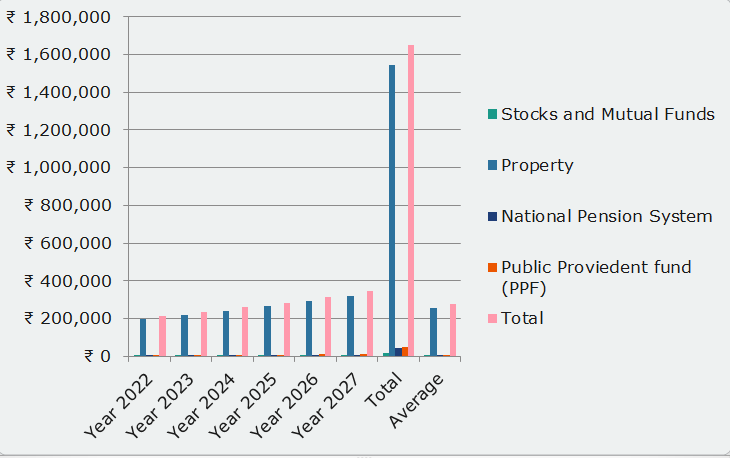 ₹ 1,800,000
₹ 1,600,000
₹ 1,400,000
₹ 1,200,000
₹ 1,000,000
₹ 800,000
₹ 600,000
₹ 400,000
₹ 200,000
₹ 0
Year 2022
Year 2023
Year 2024
Year 2025
Year 2026
Year 2027
Total
Average
Stocks and Mutual Funds
Property
National Pension System
Public Proviedent fund
(PPF)
Total